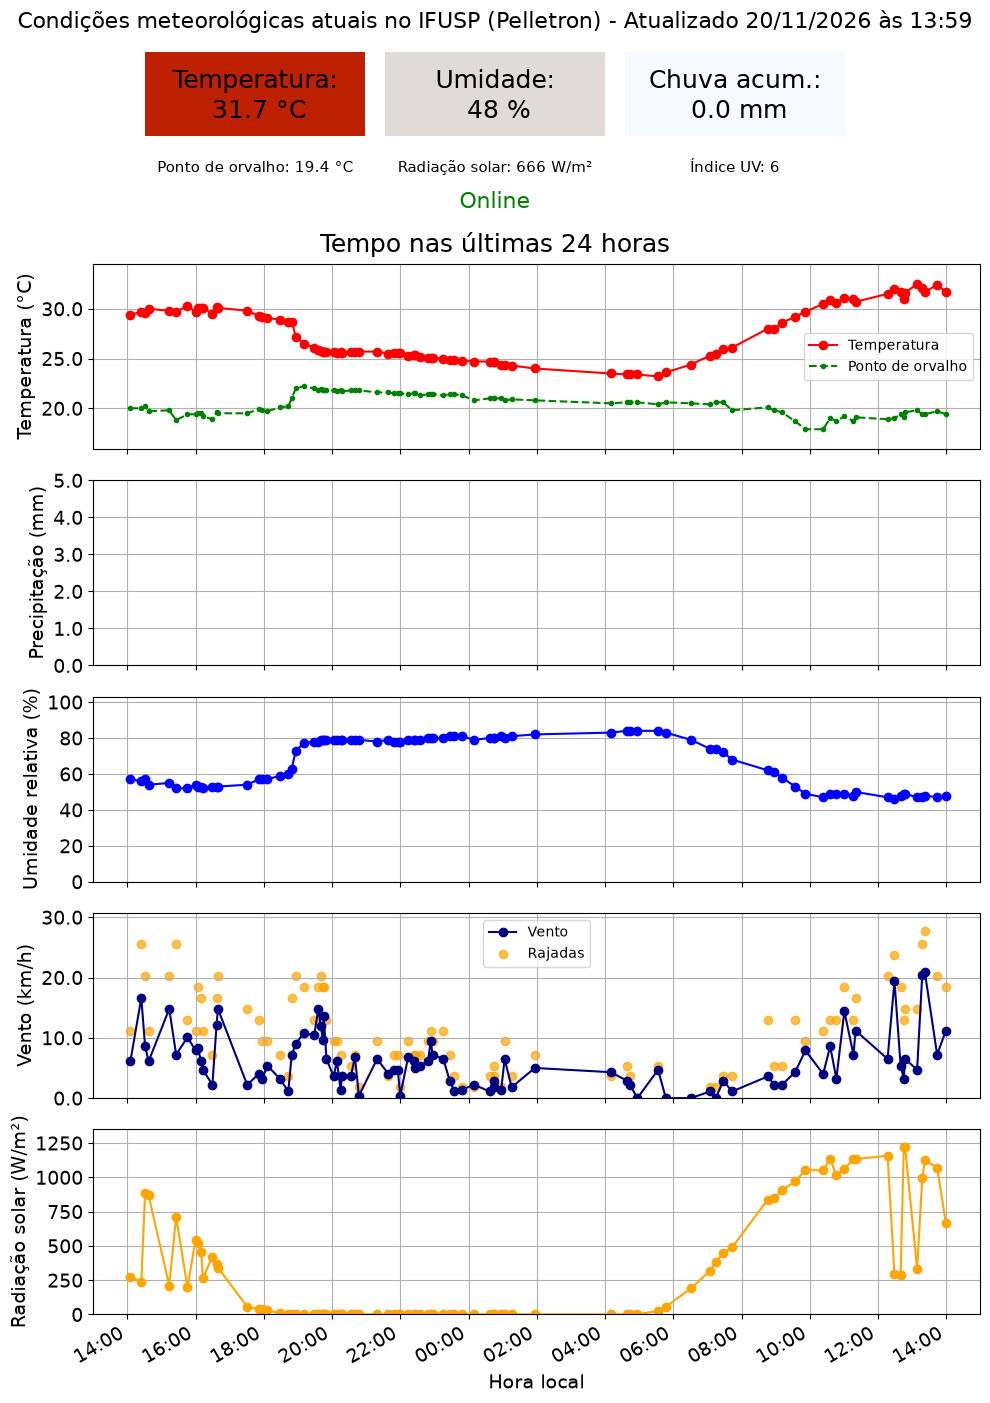 Condições meteorológicas atuais no IFUSP (Pelletron) - Atualizado 20/11/2026 às 13:59
Temperatura:
31.7 °C
Umidade:
48 %
Chuva acum.:
0.0 mm
Ponto de orvalho: 19.4 °C
Radiação solar: 666 W/m²
Índice UV: 6
Online
Tempo nas últimas 24 horas
Temperatura (°C)
30.0
25.0
20.0
Temperatura
Ponto de orvalho
Precipitação (mm)
5.0
4.0
3.0
2.0
1.0
0.0
Umidade relativa (%)
100
80
60
40
20
0
Vento (km/h)
30.0
20.0
10.0
0.0
Vento
Rajadas
Radiação solar (W/m²)
1250
1000
750
500
250
0
14:00 16:00 18:00 20:00 22:00 00:00 02:00 04:00 06:00 08:00 10:00 12:00 14:00
Hora local